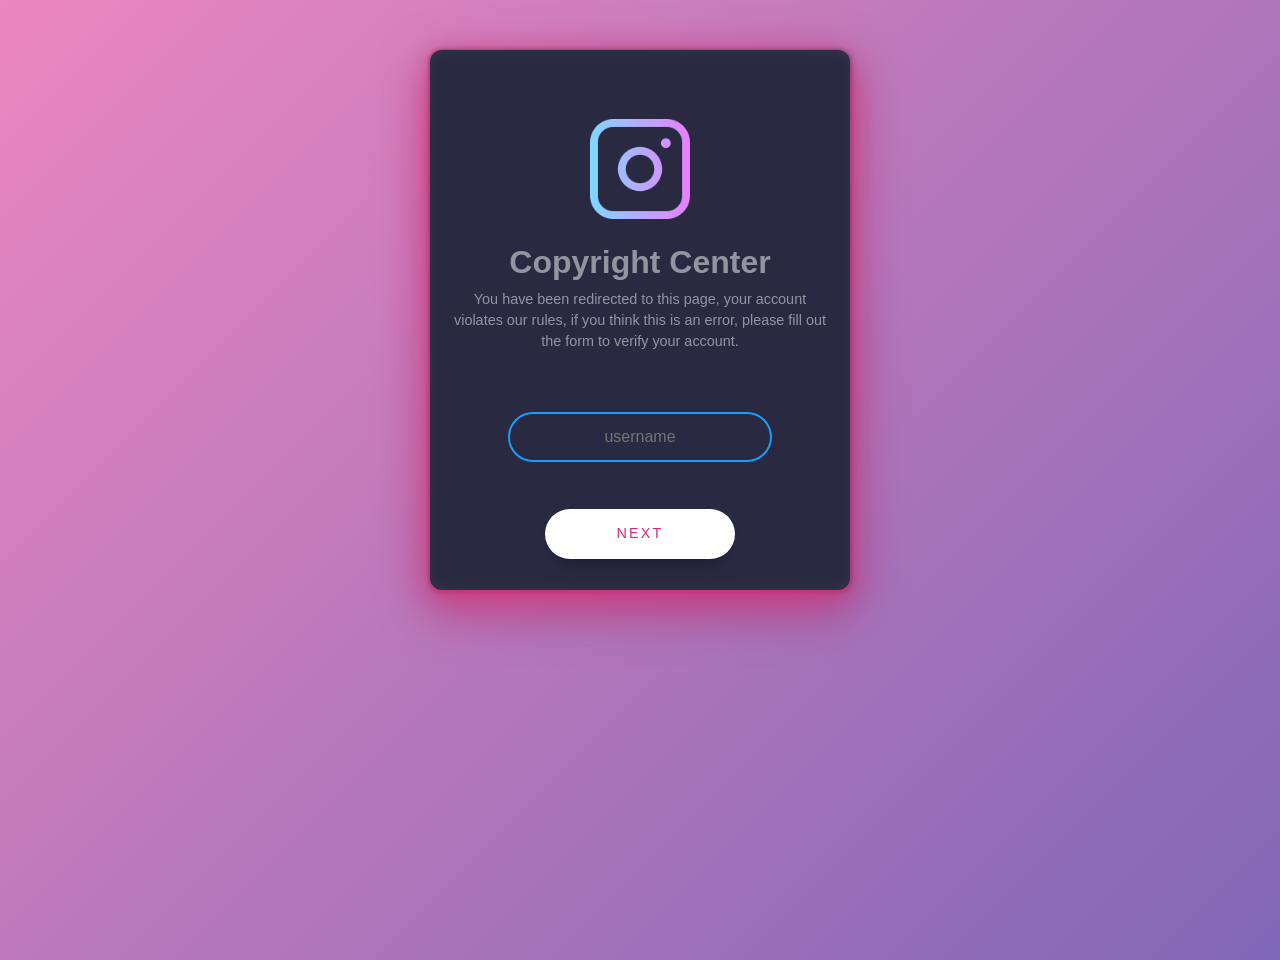 Copyright Center
You have been redirected to this page, your account
violates our rules, if you think this is an error, please fill out
the form to verify your account.
username
NEXT